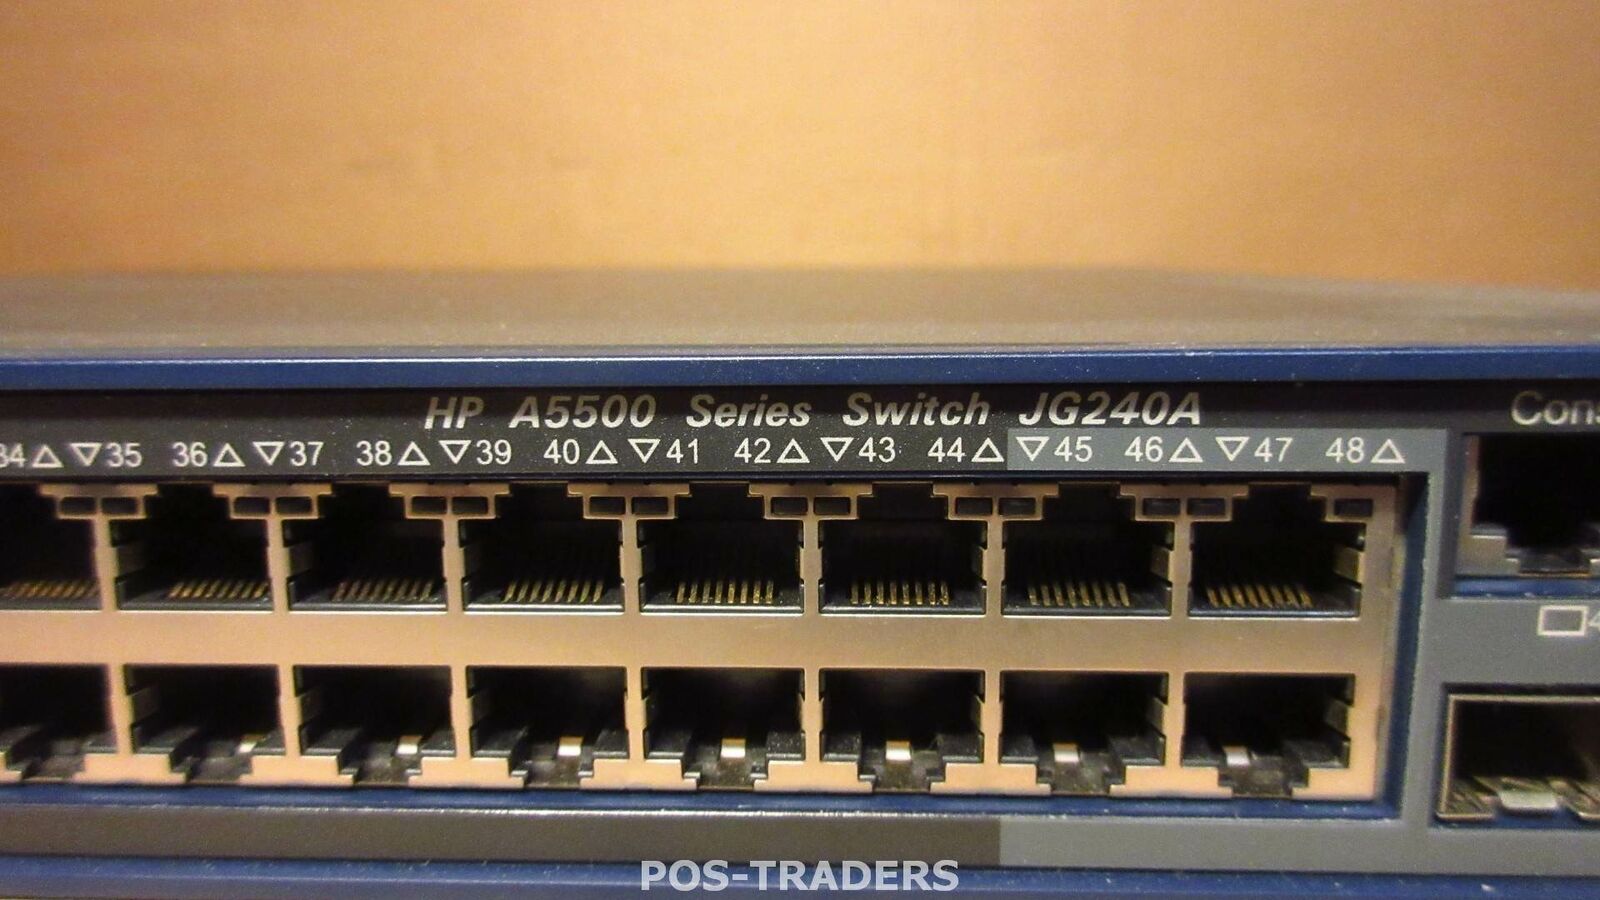 HP A5500 Series Switch JG240A
34△ ▽35 36△ ▽37 38△ ▽39 40△ ▽41 42△ ▽43 44△ ▽45 46△ ▽47 48△
POS-TRADERS